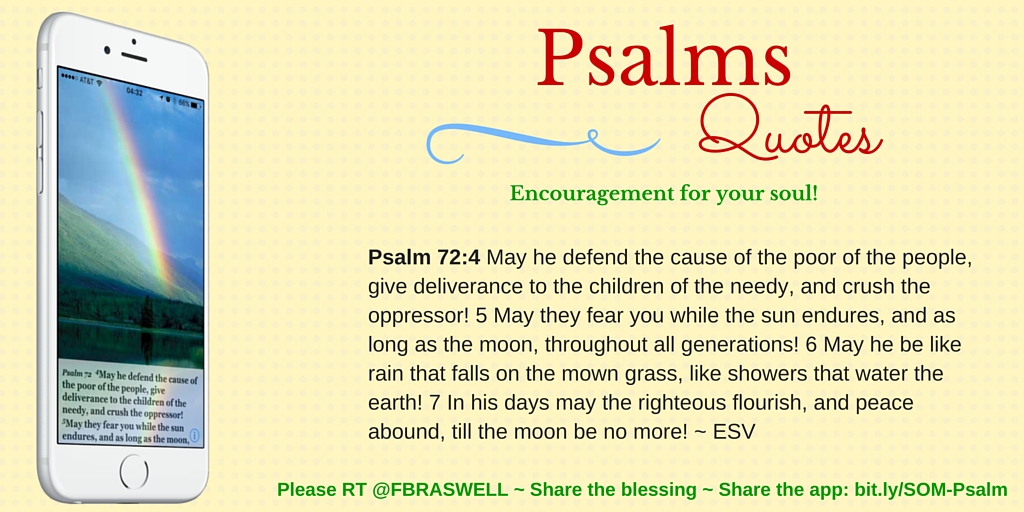 AT&T 04:32 66%
Psalm 72 ⁴May he defend the cause of
the poor of the people, give
deliverance to the children of the
needy, and crush the oppressor!
⁵May they fear you while the sun
endures, and as long as the moon,
Psalms
Quotes
Encouragement for your soul!
Psalm 72:4 May he defend the cause of the poor of the people,
give deliverance to the children of the needy, and crush the
oppressor! 5 May they fear you while the sun endures, and as
long as the moon, throughout all generations! 6 May he be like
rain that falls on the mown grass, like showers that water the
earth! 7 In his days may the righteous flourish, and peace
abound, till the moon be no more! ~ ESV
Please RT @FBRASWELL ~ Share the blessing ~ Share the app: bit.ly/SOM-Psalm